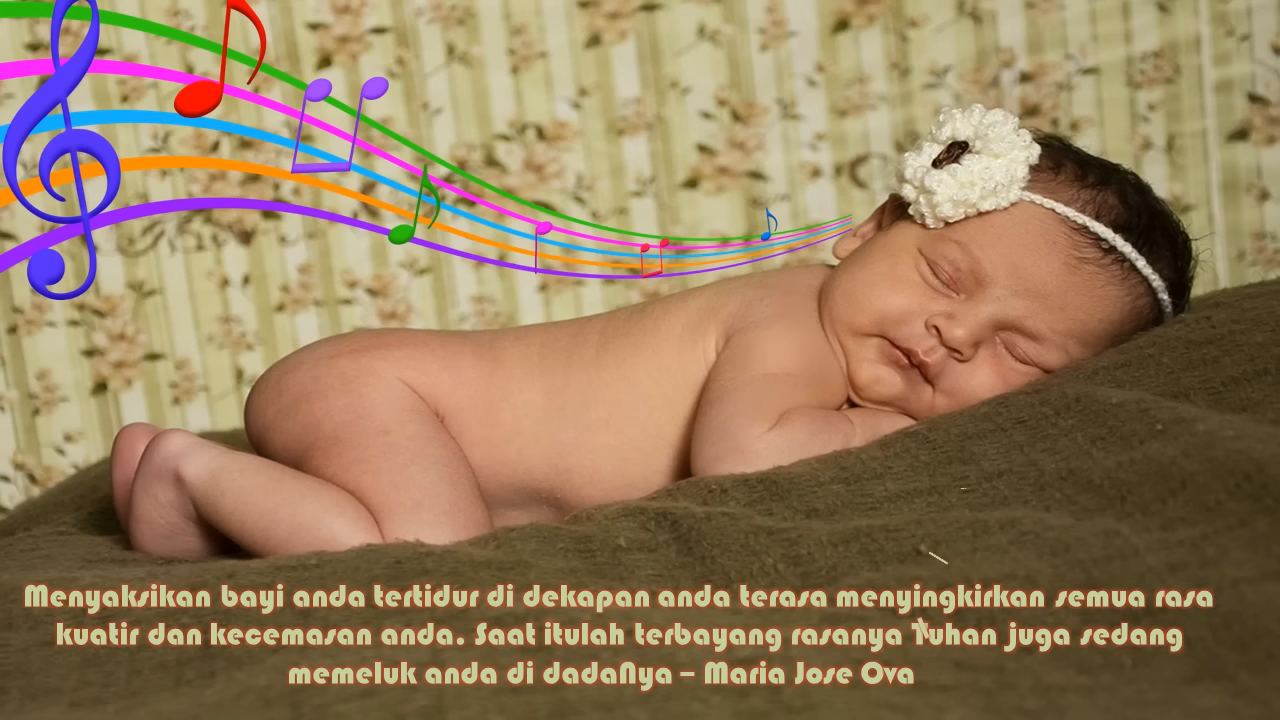 Menyaksikan bayi anda tertidur di dekapan anda terasa menyingkirkan semua rasa
kuatir dan kecemasan anda. Saat itulah terbayang rasanya Tuhan juga sedang
memeluk anda di dadaNya – Maria Jose Ova